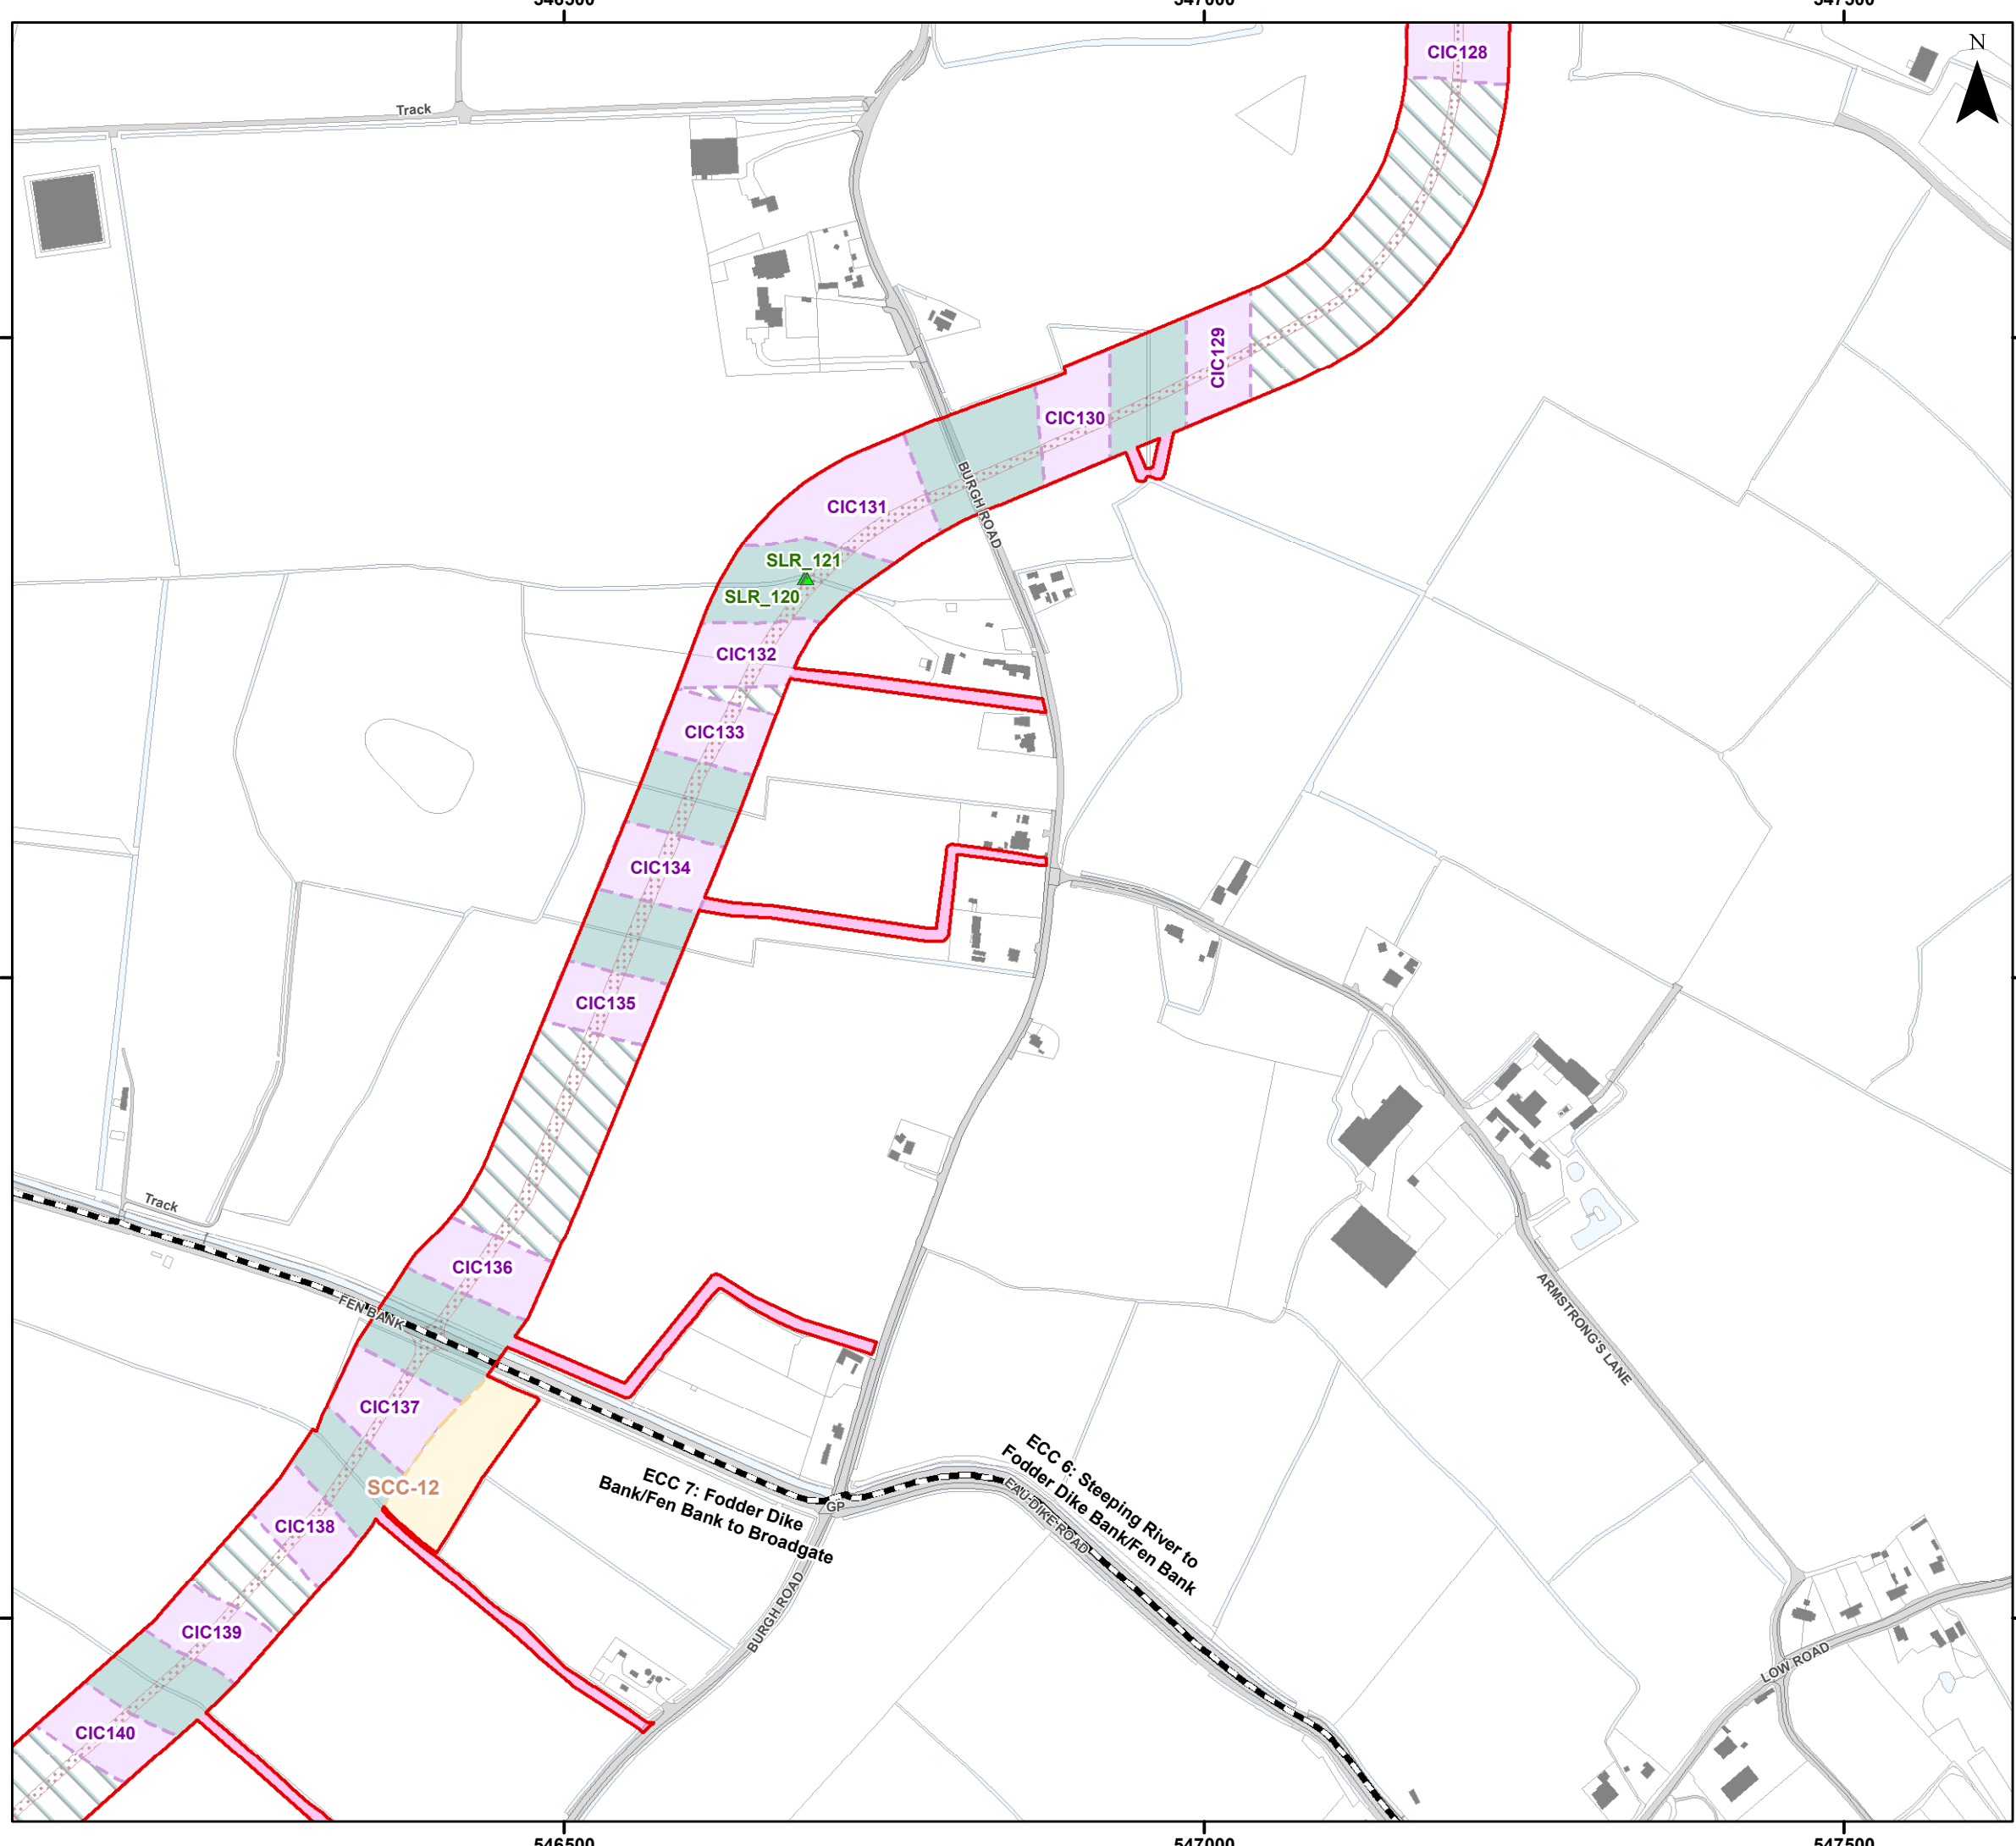 546500
547000
547500
N
CIC128
Track
CIC129
CIC130
BURGH ROAD
CIC131
SLR_121
SLR_120
CIC132
CIC133
CIC134
CIC135
Track
CIC136
FEN BANK
ARMSTRONG'S LANE
CIC137
SCC-12
ECC 7: Fodder Dike
Bank/Fen Bank to Broadgate
GP
ECC 6: Steeping River to
Fodder Dike Bank/Fen Bank
EAU DIKE ROAD
CIC138
BURGH ROAD
CIC139
LOW ROAD
CIC140
546500
547000
547500